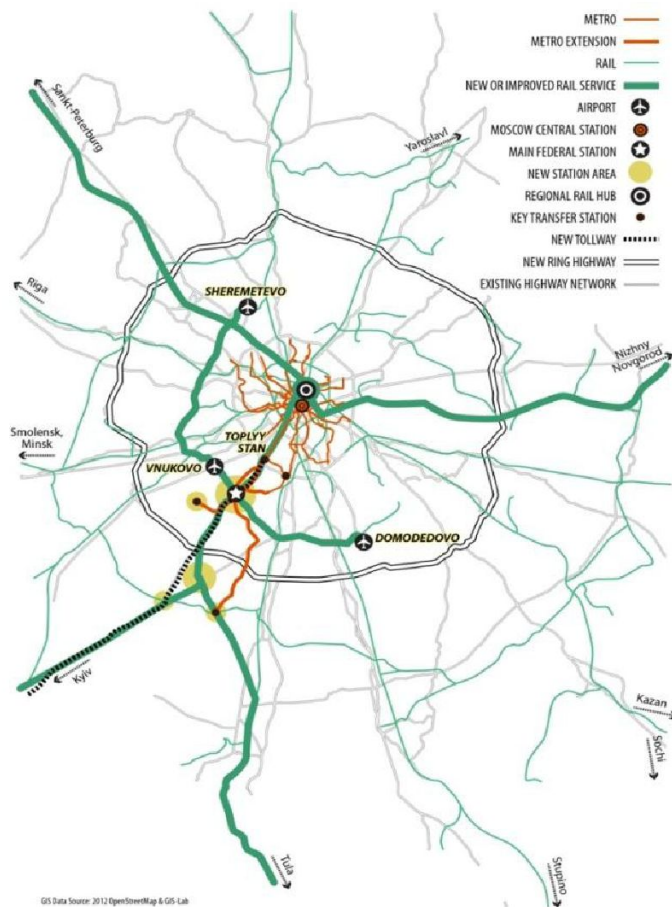 METRO
METRO EXTENSION
RAIL
NEW OR IMPROVED RAIL SERVICE
AIRPORT
MOSCOW CENTRAL STATION
MAIN FEDERAL STATION
NEW STATION AREA
REGIONAL RAIL HUB
KEY TRANSFER STATION
NEW TOLLWAY
NEW RING HIGHWAY
EXISTING HIGHWAY NETWORK
Sankt-Peterburg
Yaroslavl
Riga
SHEREMETEVO
Nizhny
Novgorod
Smolensk,
Minsk
TOPLYY
STAN
VNUKOVO
DOMODEDOVO
Kyiv
Kazan
Sochi
Tula
Stupino
GIS Data Source: 2012 OpenStreetMap & GIS-Lab